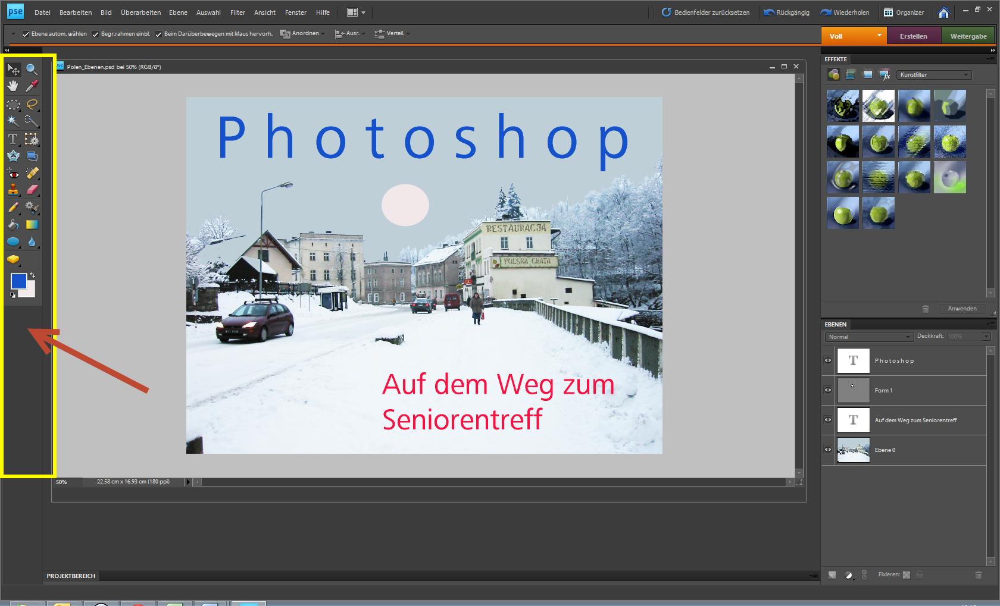 pse Datei Bearbeiten Bild Überarbeiten Ebene Auswahl Filter Ansicht Fenster Hilfe Bedienfelder zurücksetzen Rückgängig Wiederholen Organizer
Ebene autom. wählen Begr.rahmen einbl. Beim Darüberbewegen mit Maus hervorh. Anordnen Ausr. Verteil. Voll Erstellen Weitergabe
EFFEKTE
pse Polen_Ebenen.psd bei 50% (RGB/8*)
Kunstfilter
Photoshop
RESTAURACJA
POLSKA CHATA
Anwenden
EBENEN
Normal Deckkraft: 100%
T Photoshop
Form 1
T Auf dem Weg zum Seniorentreff
Ebene 0
Auf dem Weg zum
Seniorentreff
50% 22.58 cm x 16.93 cm (180 ppi)
PROJEKTBEREICH
Fixieren: